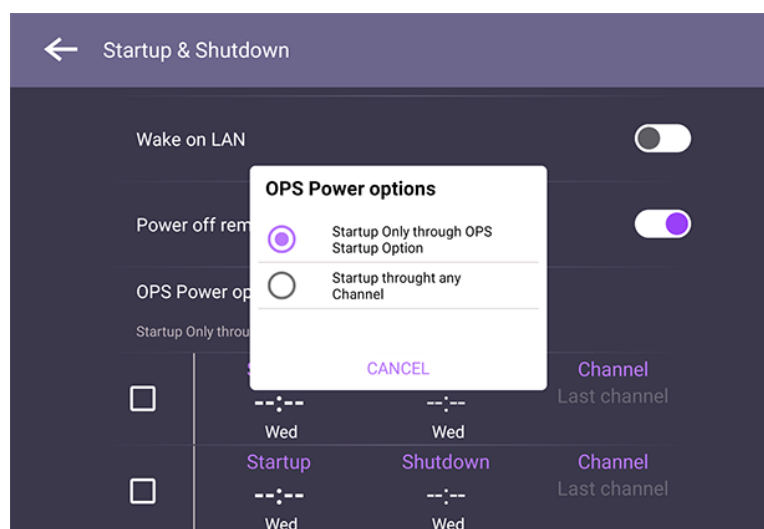 Startup & Shutdown
Wake on LAN
OPS Power options
Power off rem
Startup Only through OPS
Startup Option
OPS Power op
Startup throught any
Channel
Startup Only throu
CANCEL
Channel
--:-- --:-- Last channel
Wed Wed
Startup Shutdown Channel
--:-- --:-- Last channel
Wed Wed